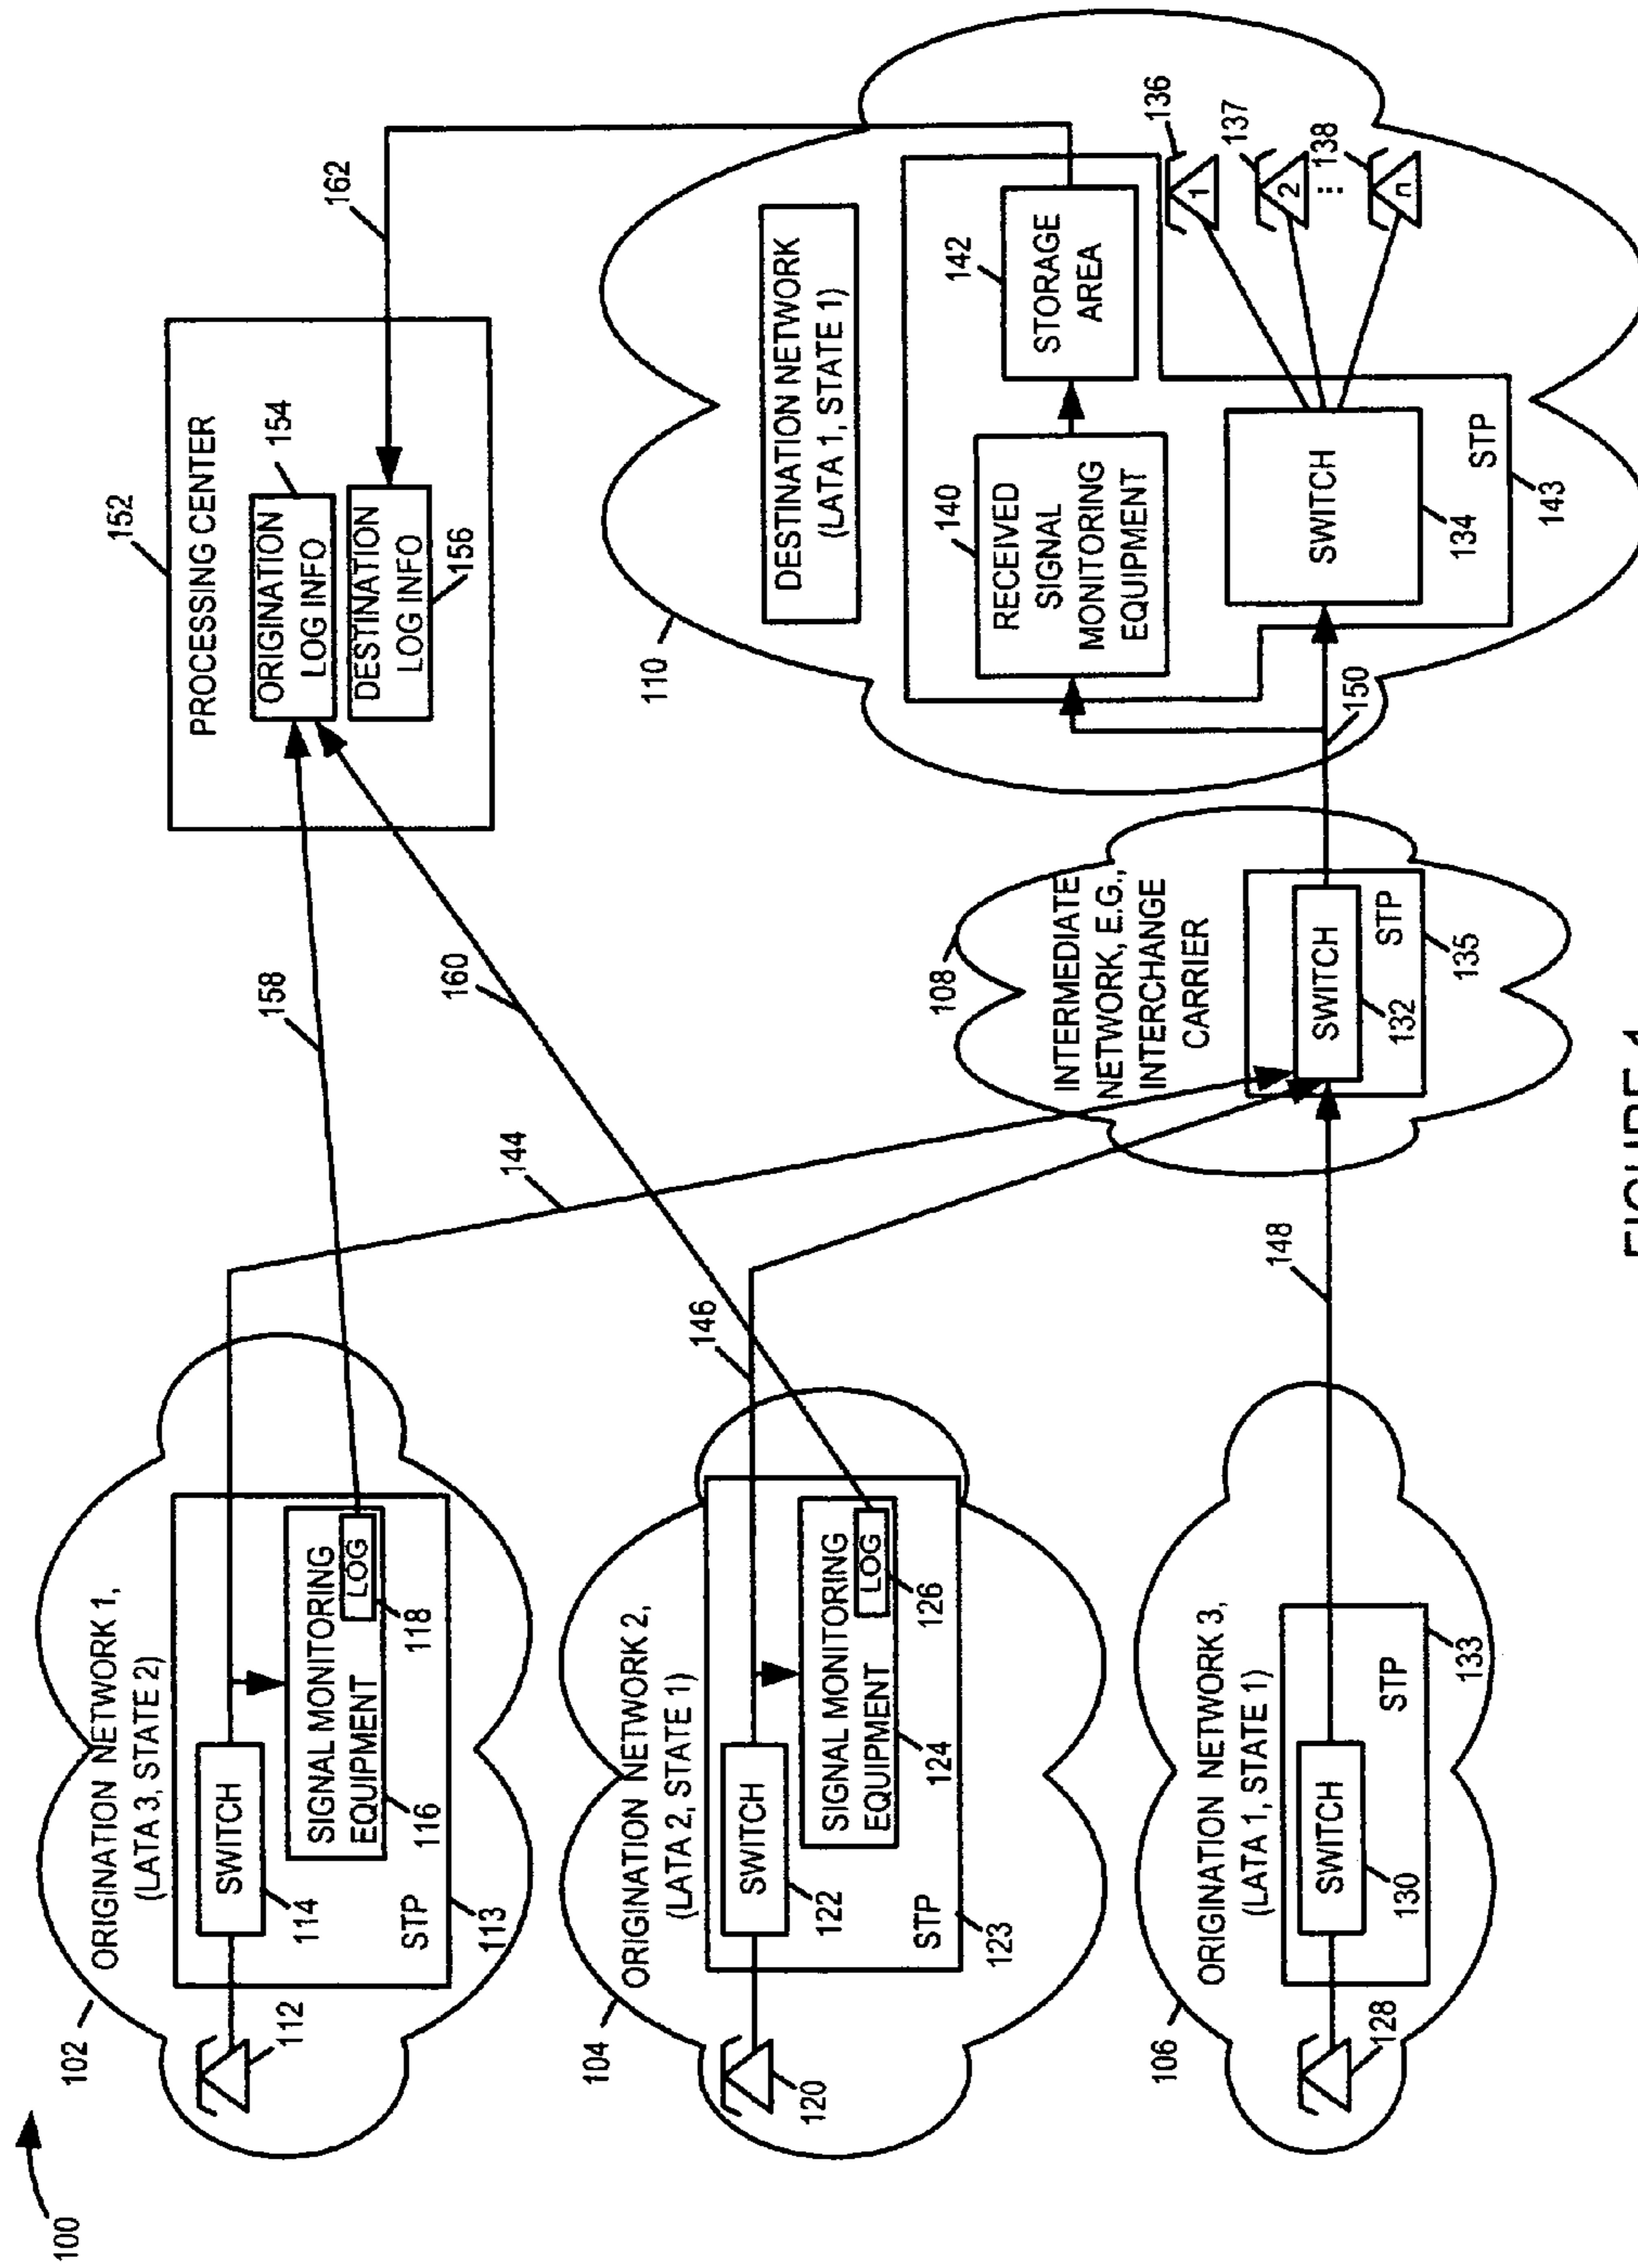 100
102
ORIGINATION NETWORK 1,
(LATA 3, STATE 2)
112
SWITCH
114
SIGNAL MONITORING
EQUIPMENT
LOG
118
116
STP
113
104
ORIGINATION NETWORK 2,
(LATA 2, STATE 1)
120
SWITCH
122
SIGNAL MONITORING
EQUIPMENT
LOG
126
124
STP
123
106
ORIGINATION NETWORK 3,
(LATA 1, STATE 1)
128
SWITCH
130
STP
133
158
160
144
146
148
108
INTERMEDIATE
NETWORK, E.G.,
INTERCHANGE
CARRIER
SWITCH
132
STP
135
152
PROCESSING CENTER
ORIGINATION
LOG INFO
154
DESTINATION
LOG INFO
156
162
110
DESTINATION NETWORK
(LATA 1, STATE 1)
140
RECEIVED
SIGNAL
MONITORING
EQUIPMENT
142
STORAGE
AREA
150
SWITCH
134
STP
143
1
136
2
137
...
n
138
FIGURE 1